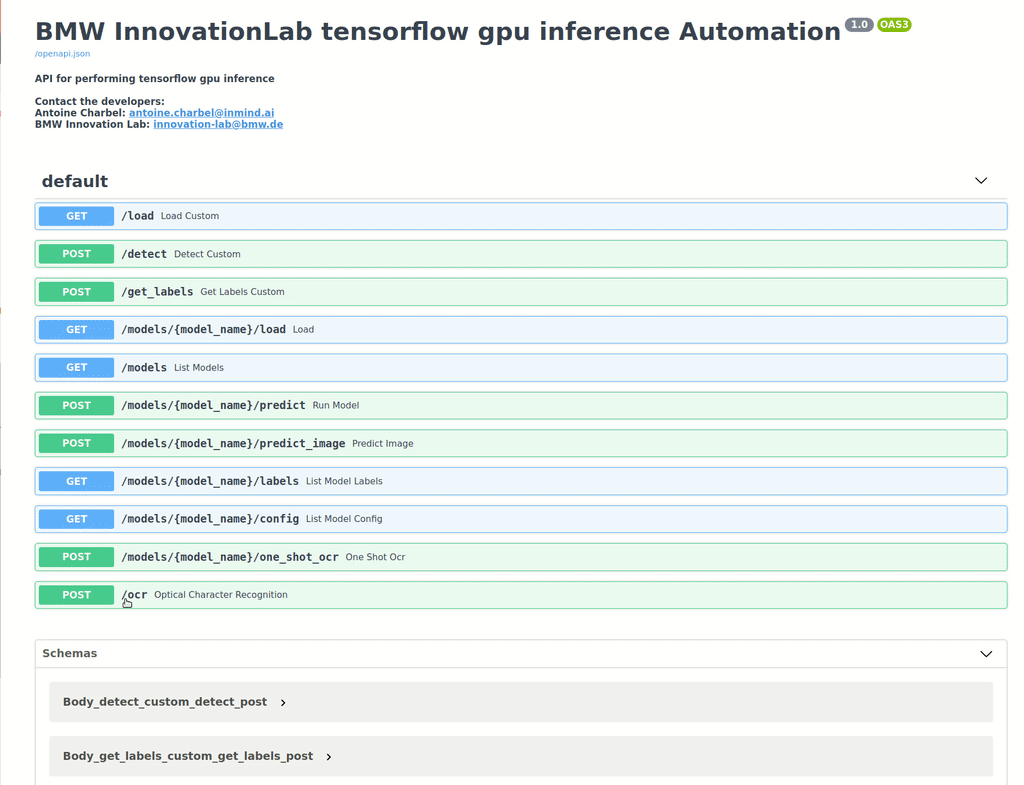 BMW InnovationLab tensorflow gpu inference Automation 1.0 OAS3
/openapi.json
API for performing tensorflow gpu inference
Contact the developers:
Antoine Charbel: antoine.charbel@inmind.ai
BMW Innovation Lab: innovation-lab@bmw.de
default
GET /load Load Custom
POST /detect Detect Custom
POST /get_labels Get Labels Custom
GET /models/{model_name}/load Load
GET /models List Models
POST /models/{model_name}/predict Run Model
POST /models/{model_name}/predict_image Predict Image
GET /models/{model_name}/labels List Model Labels
GET /models/{model_name}/config List Model Config
POST /models/{model_name}/one_shot_ocr One Shot Ocr
POST /ocr Optical Character Recognition
Schemas
Body_detect_custom_detect_post
Body_get_labels_custom_get_labels_post